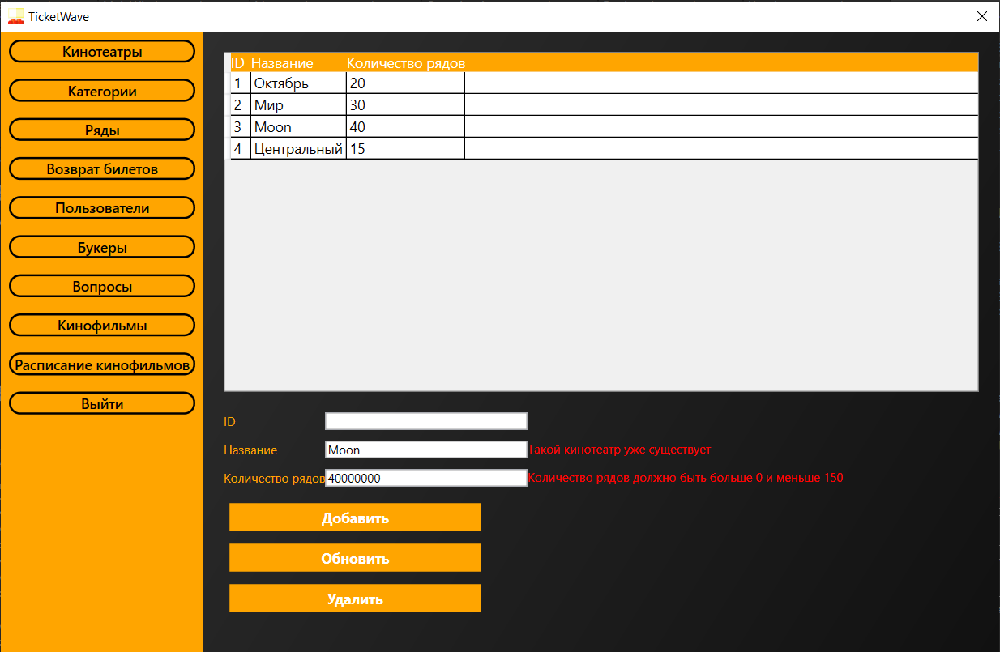 TicketWave
Кинотеатры
Категории
Ряды
Возврат билетов
Пользователи
Букеры
Вопросы
Кинофильмы
Расписание кинофильмов
Выйти
ID Название Количество рядов
1 Октябрь 20
2 Мир 30
3 Moon 40
4 Центральный 15
ID
Название Moon Такой кинотеатр уже существует
Количество рядов 40000000 Количество рядов должно быть больше 0 и меньше 150
Добавить
Обновить
Удалить